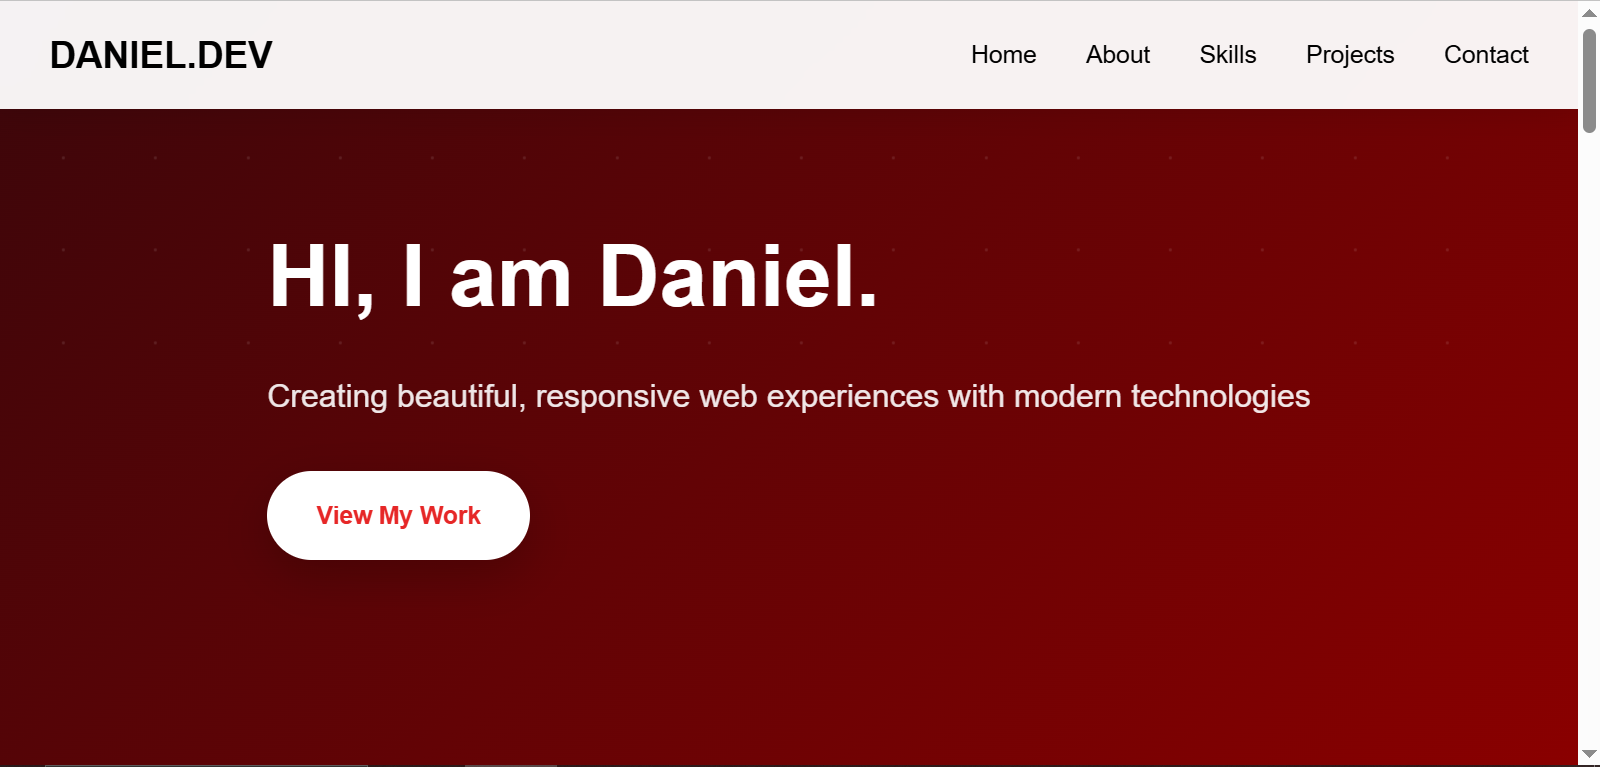 DANIEL.DEV
Home About Skills Projects Contact
HI, I am Daniel.
Creating beautiful, responsive web experiences with modern technologies
View My Work